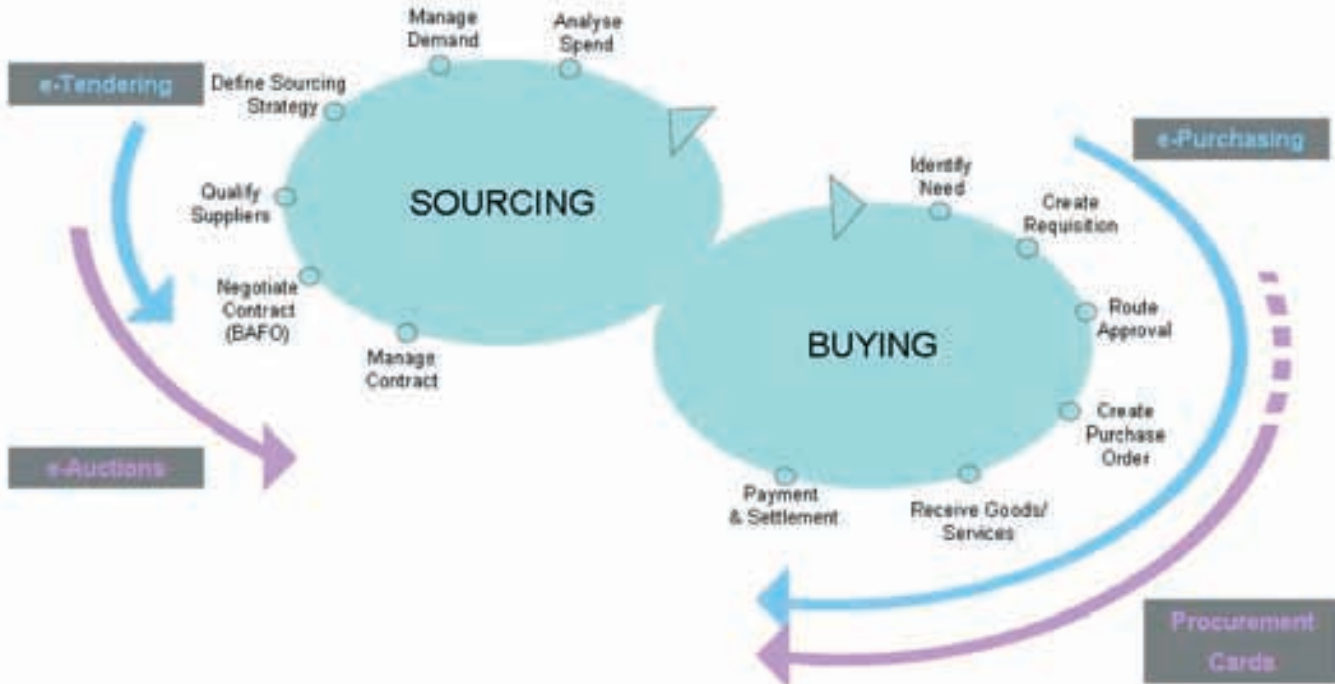 Manage
Demand
Analyse
Spend
e-Tendering
Define Sourcing
Strategy
Qualify
Suppliers
SOURCING
Negotiate
Contract
(BAFO)
Manage
Contract
e-Auctions
e-Purchasing
Identify
Need
Create
Requisition
Route
Approval
BUYING
Create
Purchase
Order
Receive Goods/
Services
Payment
& Settlement
Procurement
Cards